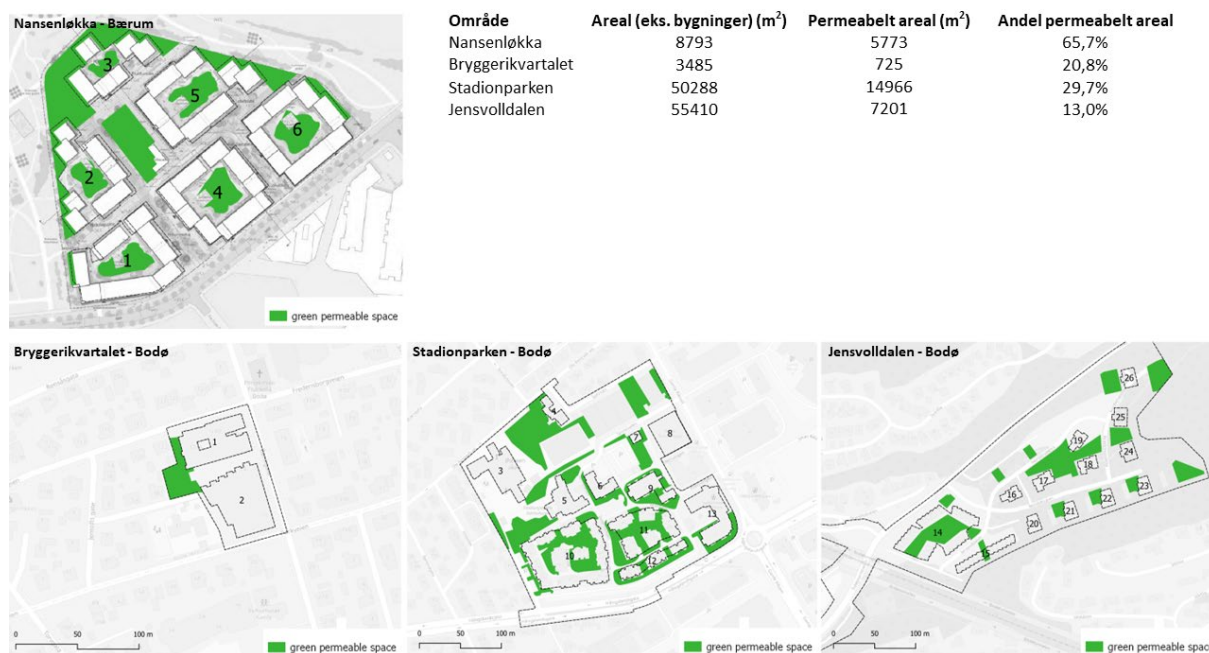 Nansenløkka - Bærum
3
5
6
2
4
1
green permeable space
Område Areal (eks. bygninger) (m²) Permeabelt areal (m²) Andel permeabelt areal
Nansenløkka 8793 5773 65,7%
Bryggerikvartalet 3485 725 20,8%
Stadionparken 50288 14966 29,7%
Jensvolldalen 55410 7201 13,0%
Bryggerikvartalet - Bodø
1
2
0 50 100 m
green permeable space
Stadionparken - Bodø
4
7
8
3
6
5
9
13
11
10
12
0 50 100 m
green permeable space
Jensvolldalen - Bodø
26
25
19
24
18
17
23
16
22
21
20
14
15
0 50 100 m
green permeable space